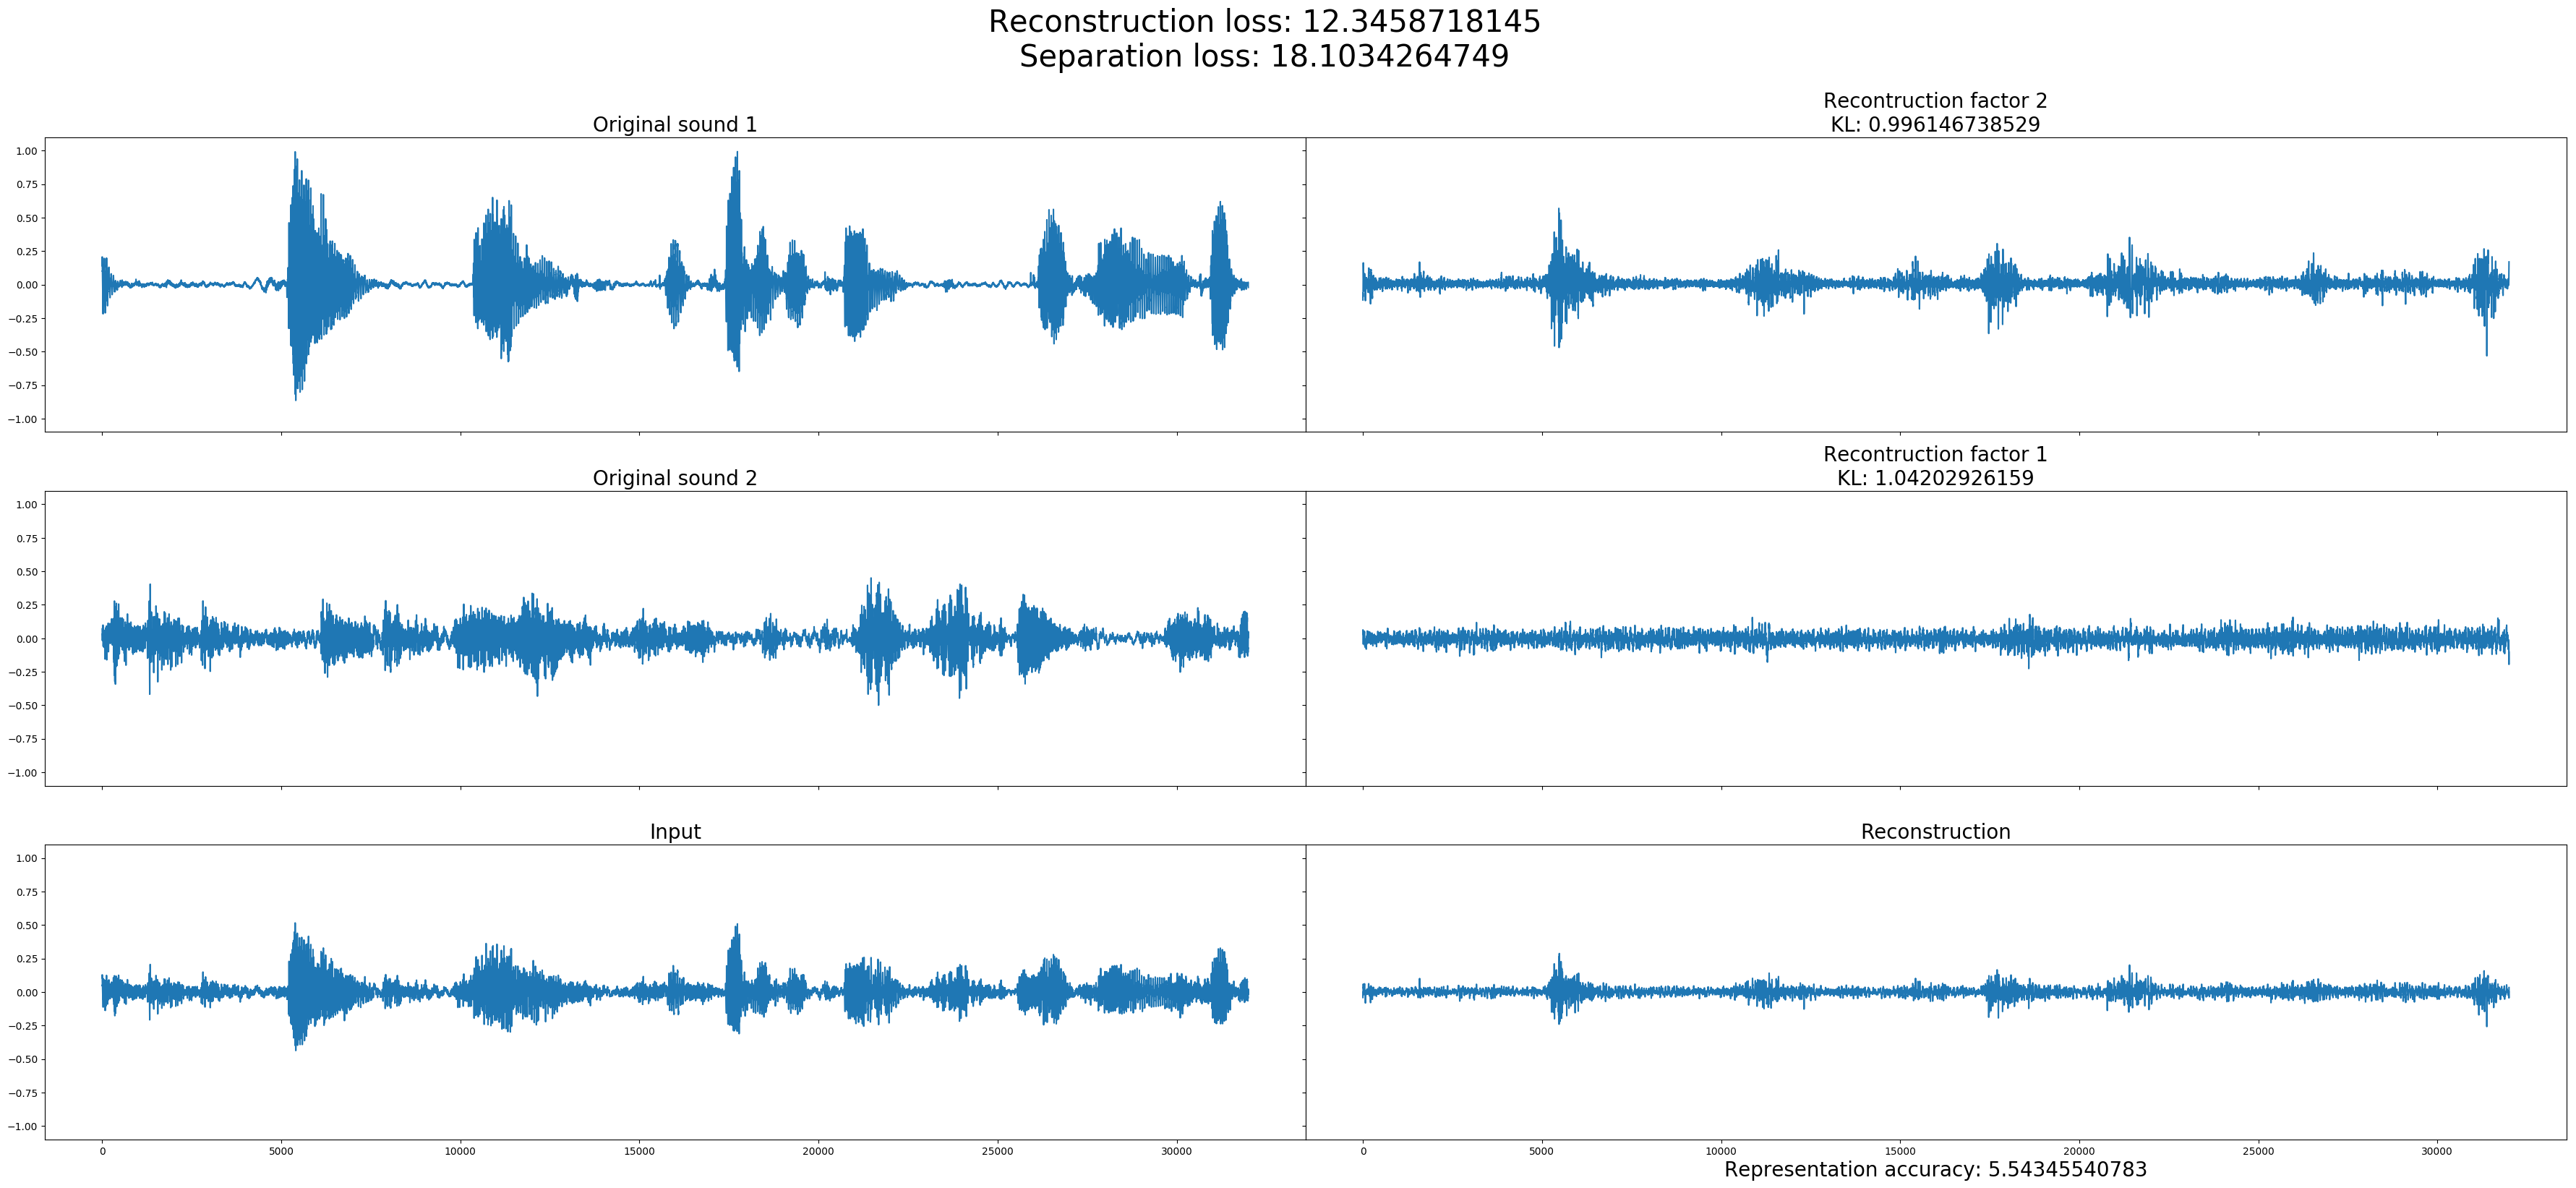 Reconstruction loss: 12.3458718145
Separation loss: 18.1034264749
Original sound 1
1.00
0.75
0.50
0.25
0.00
−0.25
−0.50
−0.75
−1.00
Recontruction factor 2
KL: 0.996146738529
Original sound 2
1.00
0.75
0.50
0.25
0.00
−0.25
−0.50
−0.75
−1.00
Recontruction factor 1
KL: 1.04202926159
Input
1.00
0.75
0.50
0.25
0.00
−0.25
−0.50
−0.75
−1.00
0 5000 10000 15000 20000 25000 30000
Reconstruction
0 5000 10000 15000 20000 25000 30000
Representation accuracy: 5.54345540783